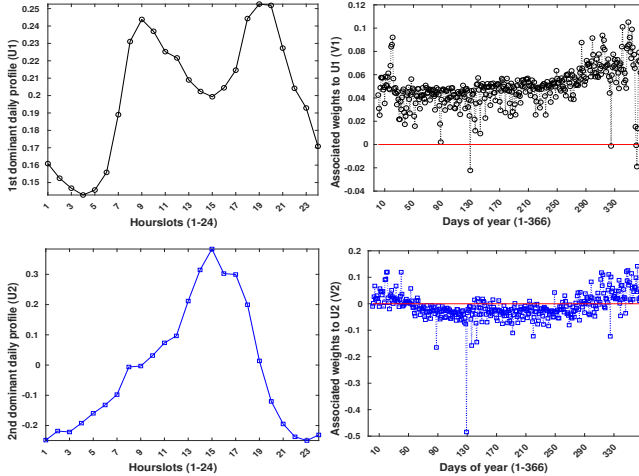 1st dominant daily profile (U1)
0.25
0.24
0.23
0.22
0.21
0.2
0.19
0.18
0.17
0.16
0.15
1 3 5 7 9 11 13 15 17 19 21 23
Hourslots (1-24)
Associated weights to U1 (V1)
0.12
0.1
0.08
0.06
0.04
0.02
0
-0.02
-0.04
10 50 90 130 170 210 250 290 330
Days of year (1-366)
2nd dominant daily profile (U2)
0.3
0.2
0.1
0
-0.1
-0.2
1 3 5 7 9 11 13 15 17 19 21 23
Hourslots (1-24)
Associated weights to U2 (V2)
0.2
0.1
0
-0.1
-0.2
-0.3
-0.4
-0.5
10 50 90 130 170 210 250 290 330
Days of year (1-366)